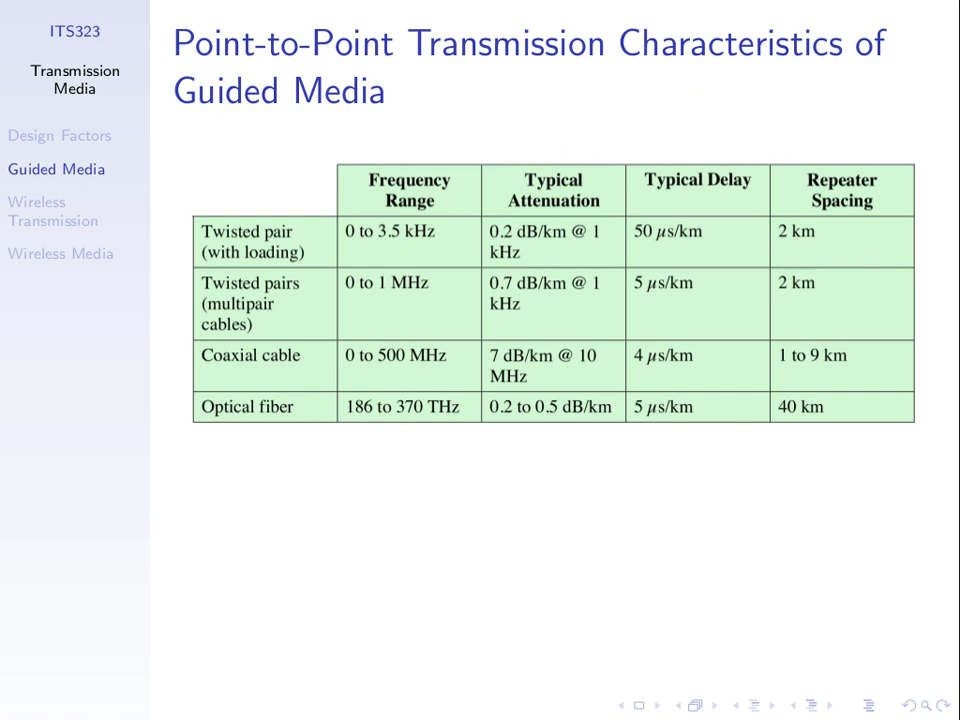 ITS323
Transmission
Media
Design Factors
Guided Media
Wireless
Transmission
Wireless Media
Point-to-Point Transmission Characteristics of
Guided Media
Frequency
Range
Typical
Attenuation
Typical Delay
Repeater
Spacing
Twisted pair
(with loading)
0 to 3.5 kHz
0.2 dB/km @ 1
kHz
50 μs/km
2 km
Twisted pairs
(multipair
cables)
0 to 1 MHz
0.7 dB/km @ 1
kHz
5 μs/km
2 km
Coaxial cable
0 to 500 MHz
7 dB/km @ 10
MHz
4 μs/km
1 to 9 km
Optical fiber
186 to 370 THz
0.2 to 0.5 dB/km
5 μs/km
40 km